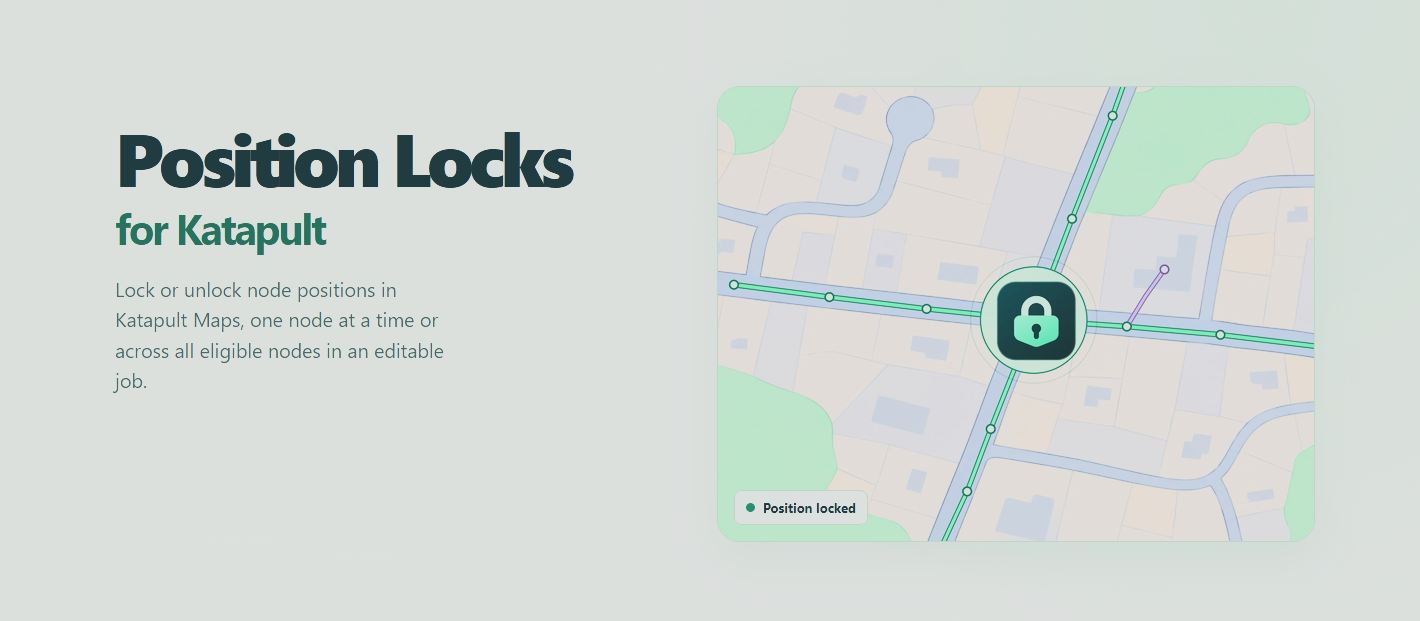 Position Locks
for Katapult
Lock or unlock node positions in
Katapult Maps, one node at a time or
across all eligible nodes in an editable
job.
Position locked